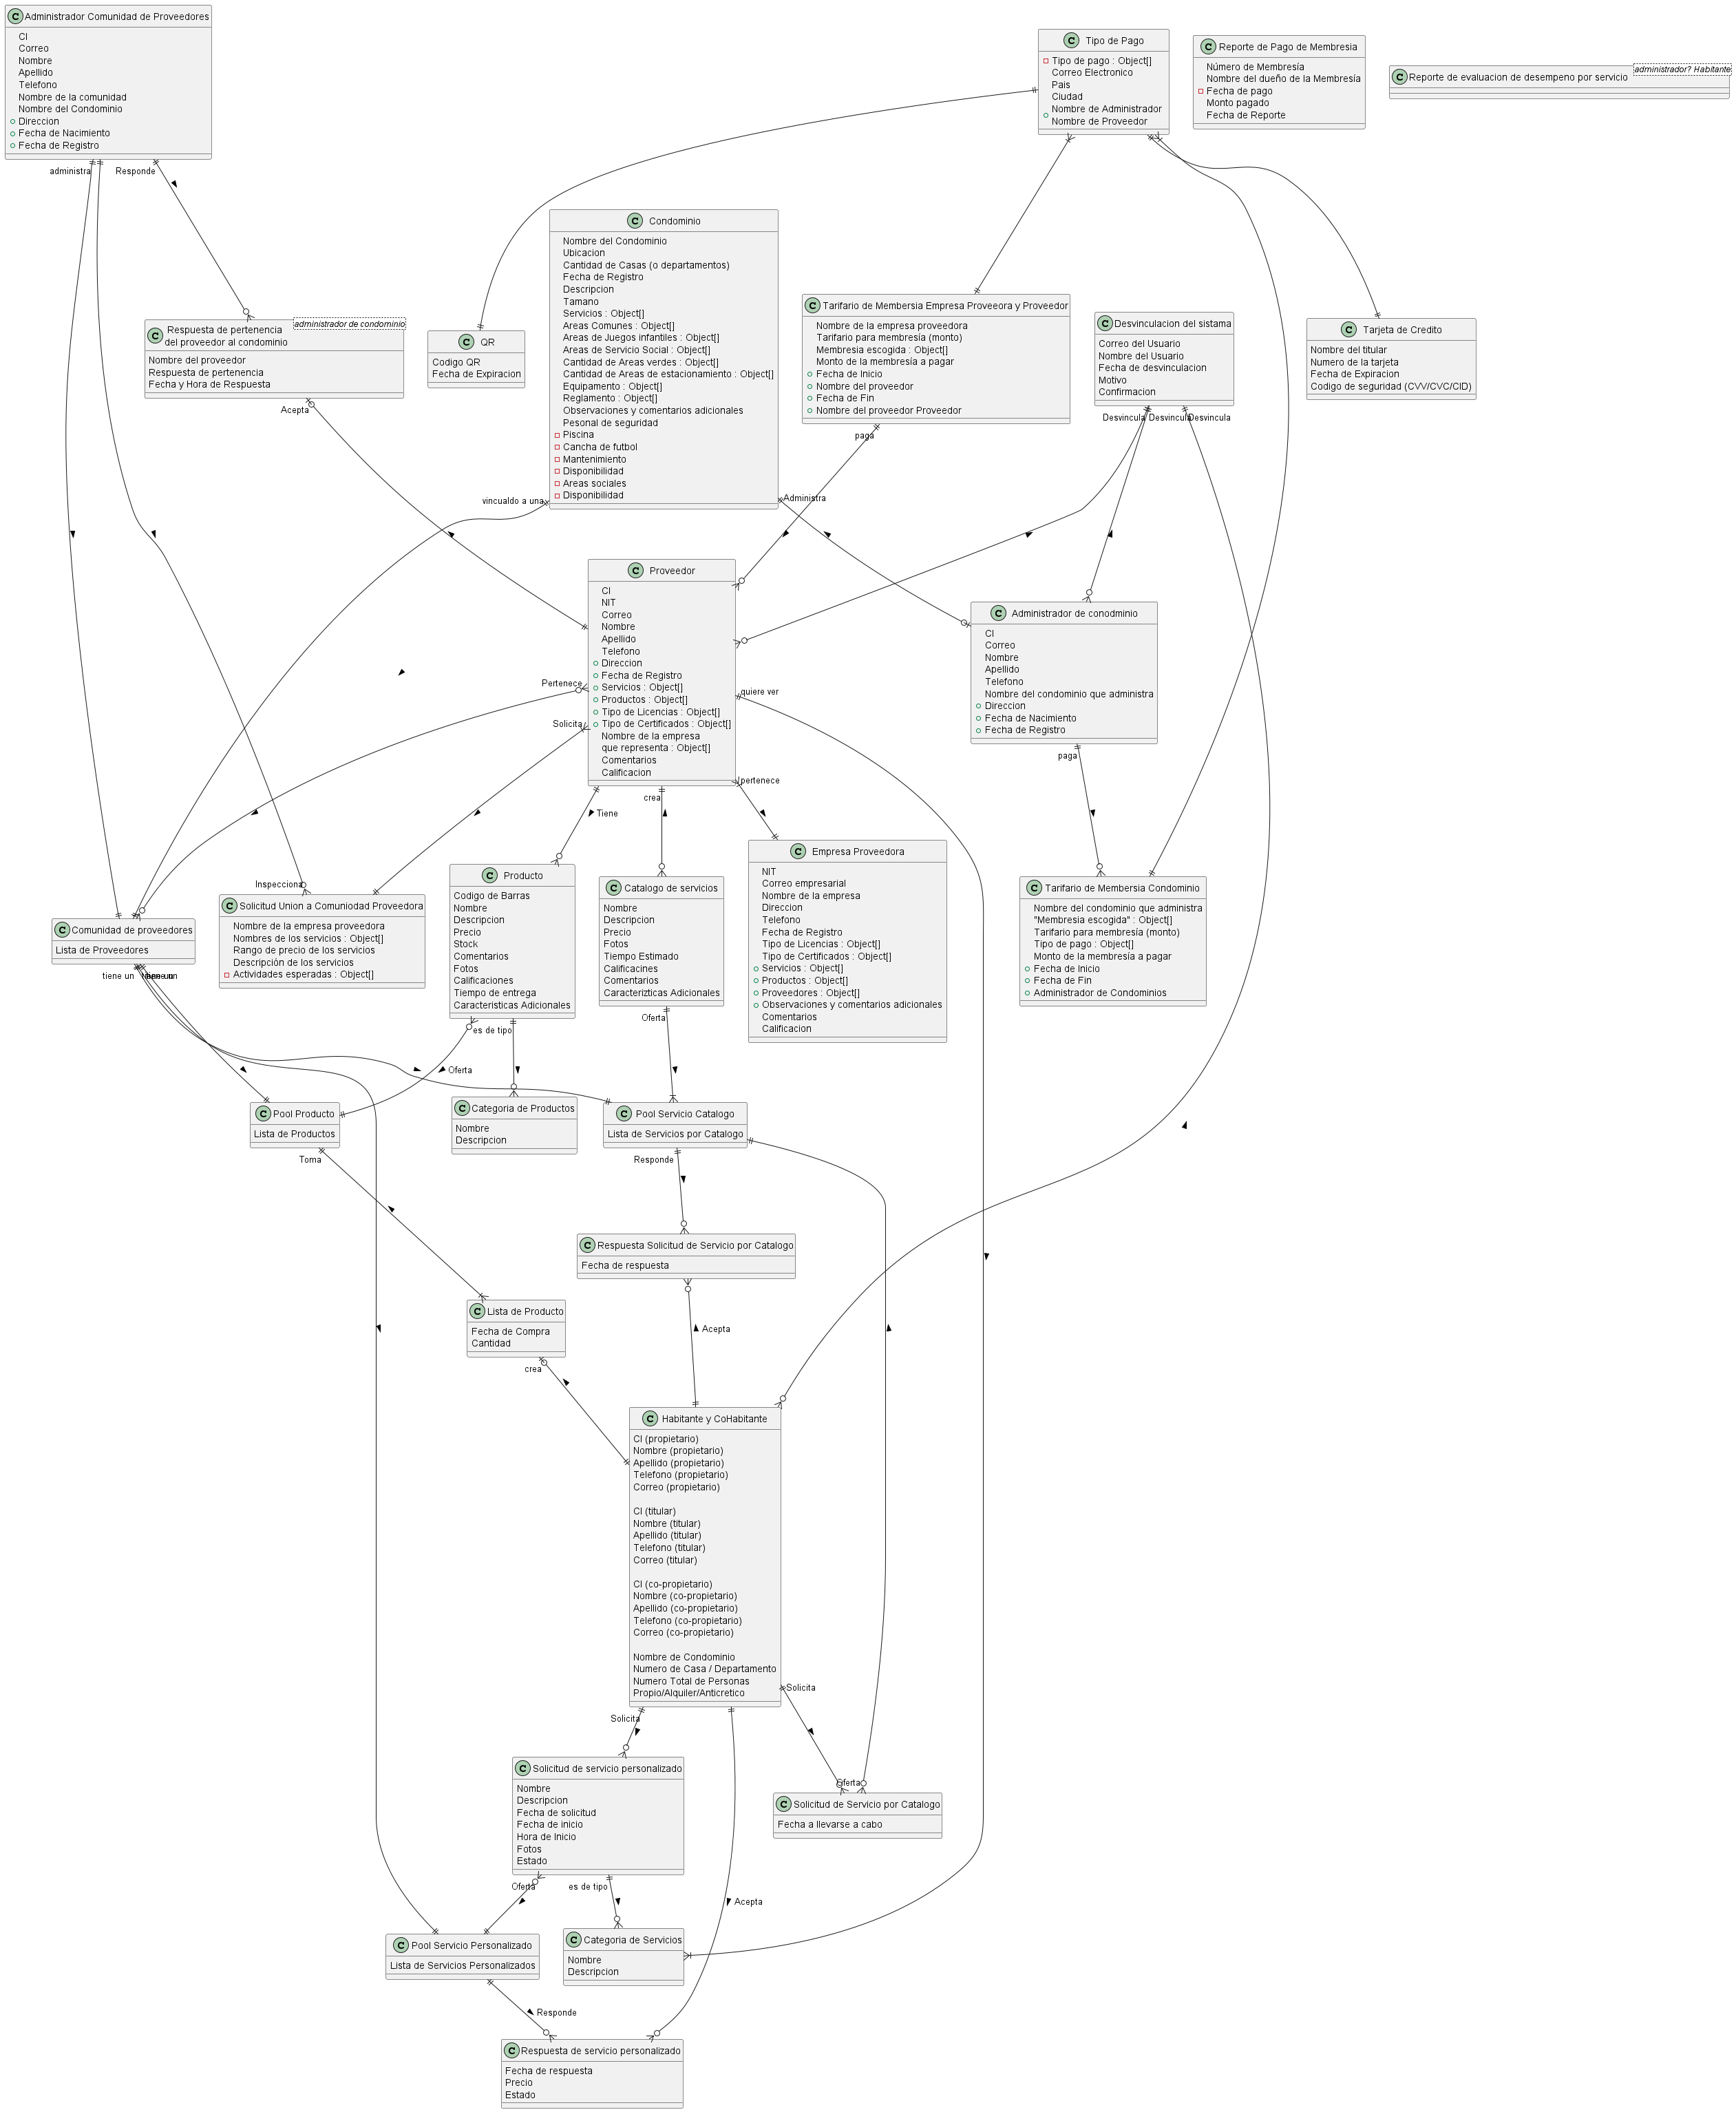 Administrador Comunidad de Proveedores
CI
Correo
Nombre
Apellido
Telefono
Nombre de la comunidad
Nombre del Condominio
Direccion
Fecha de Nacimiento
Fecha de Registro
Tipo de Pago
Tipo de pago : Object[]
Correo Electronico
Pais
Ciudad
Nombre de Administrador
Nombre de Proveedor
Reporte de Pago de Membresia
Número de Membresía
Nombre del dueño de la Membresía
Fecha de pago
Monto pagado
Fecha de Reporte
Reporte de evaluacion de desempeno por servicio
administrador? Habitante
administra
Responde
Condominio
Nombre del Condominio
Ubicacion
Cantidad de Casas (o departamentos)
Fecha de Registro
Descripcion
Tamano
Servicios : Object[]
Areas Comunes : Object[]
Areas de Juegos infantiles : Object[]
Areas de Servicio Social : Object[]
Cantidad de Areas verdes : Object[]
Cantidad de Areas de estacionamiento : Object[]
Equipamento : Object[]
Reglamento : Object[]
Observaciones y comentarios adicionales
Pesonal de seguridad
Piscina
Cancha de futbol
Mantenimiento
Disponibilidad
Areas sociales
Disponibilidad
Respuesta de pertenencia
del proveedor al condominio
administrador de condominio
Nombre del proveedor
Respuesta de pertenencia
Fecha y Hora de Respuesta
QR
Codigo QR
Fecha de Expiracion
Tarifario de Membersia Empresa Proveeora y Proveedor
Nombre de la empresa proveedora
Tarifario para membresía (monto)
Membresia escogida : Object[]
Monto de la membresía a pagar
Fecha de Inicio
Nombre del proveedor
Fecha de Fin
Nombre del proveedor Proveedor
Desvinculacion del sistama
Correo del Usuario
Nombre del Usuario
Fecha de desvinculacion
Motivo
Confirmacion
Tarjeta de Credito
Nombre del titular
Numero de la tarjeta
Fecha de Expiracion
Codigo de seguridad (CVV/CVC/CID)
Acepta
paga
Desvincula
Desvincula
Desvincula
vincualdo a una
Administra
Proveedor
CI
NIT
Correo
Nombre
Apellido
Telefono
Direccion
Fecha de Registro
Servicios : Object[]
Productos : Object[]
Tipo de Licencias : Object[]
Tipo de Certificados : Object[]
Nombre de la empresa
que representa : Object[]
Comentarios
Calificacion
Administrador de conodminio
CI
Correo
Nombre
Apellido
Telefono
Nombre del condominio que administra
Direccion
Fecha de Nacimiento
Fecha de Registro
Pertenece
Solicita
quiere ver
paga
pertenece
crea
Tiene
Inspecciona
Comunidad de proveedores
Lista de Proveedores
Solicitud Union a Comuniodad Proveedora
Nombre de la empresa proveedora
Nombres de los servicios : Object[]
Rango de precio de los servicios
Descripción de los servicios
Actividades esperadas : Object[]
Producto
Codigo de Barras
Nombre
Descripcion
Precio
Stock
Comentarios
Fotos
Calificaciones
Tiempo de entrega
Caracteristicas Adicionales
Catalogo de servicios
Nombre
Descripcion
Precio
Fotos
Tiempo Estimado
Calificacines
Comentarios
Caracterizticas Adicionales
Empresa Proveedora
NIT
Correo empresarial
Nombre de la empresa
Direccion
Telefono
Fecha de Registro
Tipo de Licencias : Object[]
Tipo de Certificados : Object[]
Servicios : Object[]
Productos : Object[]
Proveedores : Object[]
Observaciones y comentarios adicionales
Comentarios
Calificacion
Tarifario de Membersia Condominio
Nombre del condominio que administra
"Membresia escogida" : Object[]
Tarifario para membresía (monto)
Tipo de pago : Object[]
Monto de la membresía a pagar
Fecha de Inicio
Fecha de Fin
Administrador de Condominios
tiene un
es de tipo
Oferta
Oferta
Pool Producto
Lista de Productos
Categoria de Productos
Nombre
Descripcion
Pool Servicio Catalogo
Lista de Servicios por Catalogo
Toma
Responde
Respuesta Solicitud de Servicio por Catalogo
Fecha de respuesta
Lista de Producto
Fecha de Compra
Cantidad
Acepta
crea
Habitante y CoHabitante
CI (propietario)
Nombre (propietario)
Apellido (propietario)
Telefono (propietario)
Correo (propietario)
CI (titular)
Nombre (titular)
Apellido (titular)
Telefono (titular)
Correo (titular)
CI (co-propietario)
Nombre (co-propietario)
Apellido (co-propietario)
Telefono (co-propietario)
Correo (co-propietario)
Nombre de Condominio
Numero de Casa / Departamento
Numero Total de Personas
Propio/Alquiler/Anticretico
Solicita
Solicita
Oferta
Solicitud de servicio personalizado
Nombre
Descripcion
Fecha de solicitud
Fecha de inicio
Hora de Inicio
Fotos
Estado
Solicitud de Servicio por Catalogo
Fecha a llevarse a cabo
Oferta
es de tipo
Acepta
Pool Servicio Personalizado
Lista de Servicios Personalizados
Categoria de Servicios
Nombre
Descripcion
Responde
Respuesta de servicio personalizado
Fecha de respuesta
Precio
Estado